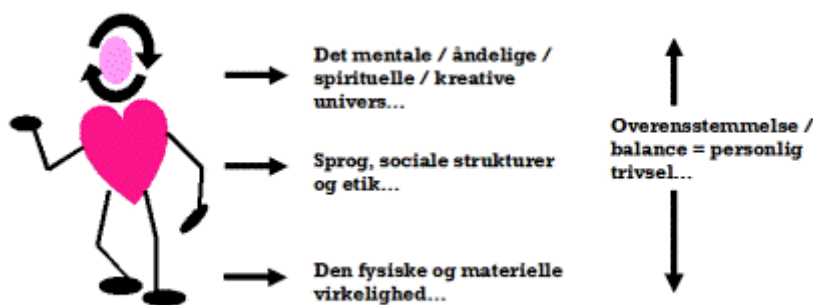 Det mentale / åndelige /
spirituelle / kreative
univers...
Overensstemmelse /
balance = personlig
trivsel...
Sprog, sociale strukturer
og etik...
Den fysiske og materielle
virkelighed...